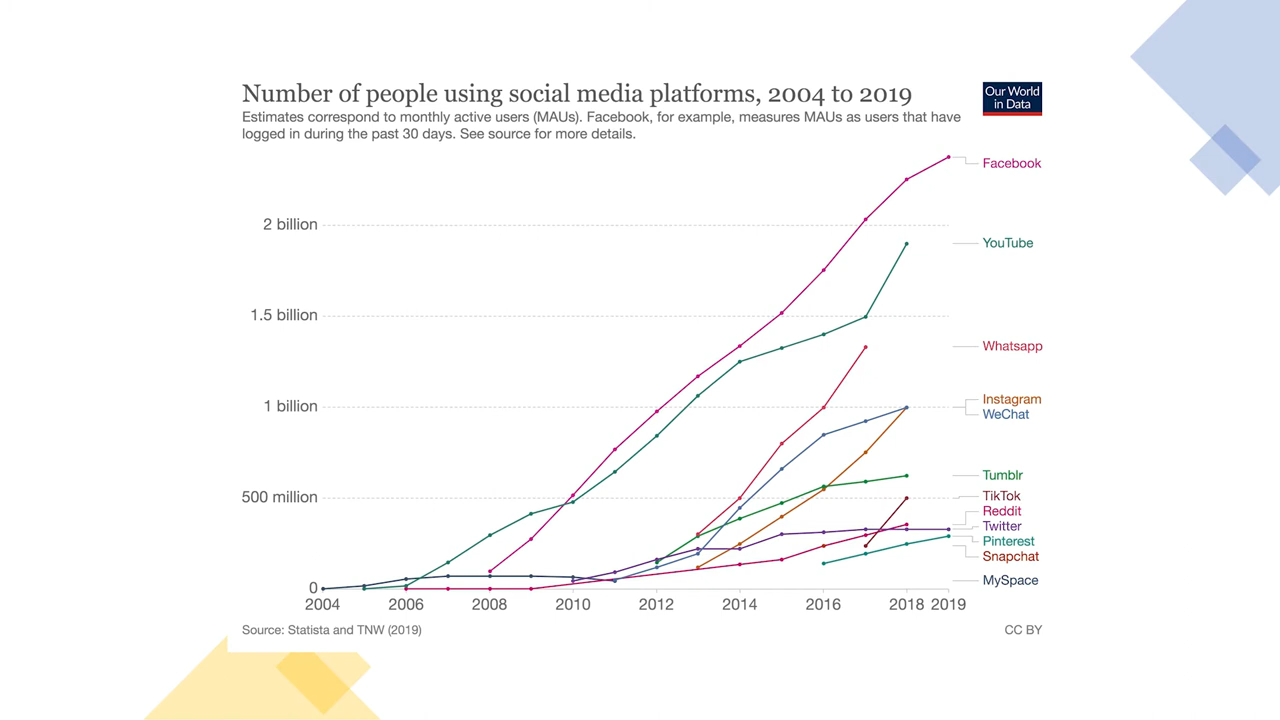 Number of people using social media platforms, 2004 to 2019
Our World
in Data
Estimates correspond to monthly active users (MAUs). Facebook, for example, measures MAUs as users that have
logged in during the past 30 days. See source for more details.
Facebook
2 billion
YouTube
1.5 billion
Whatsapp
Instagram
1 billion
WeChat
Tumblr
500 million
TikTok
Reddit
Twitter
Pinterest
Snapchat
MySpace
0
2004 2006 2008 2010 2012 2014 2016 2018 2019
Source: Statista and TNW (2019)
CC BY